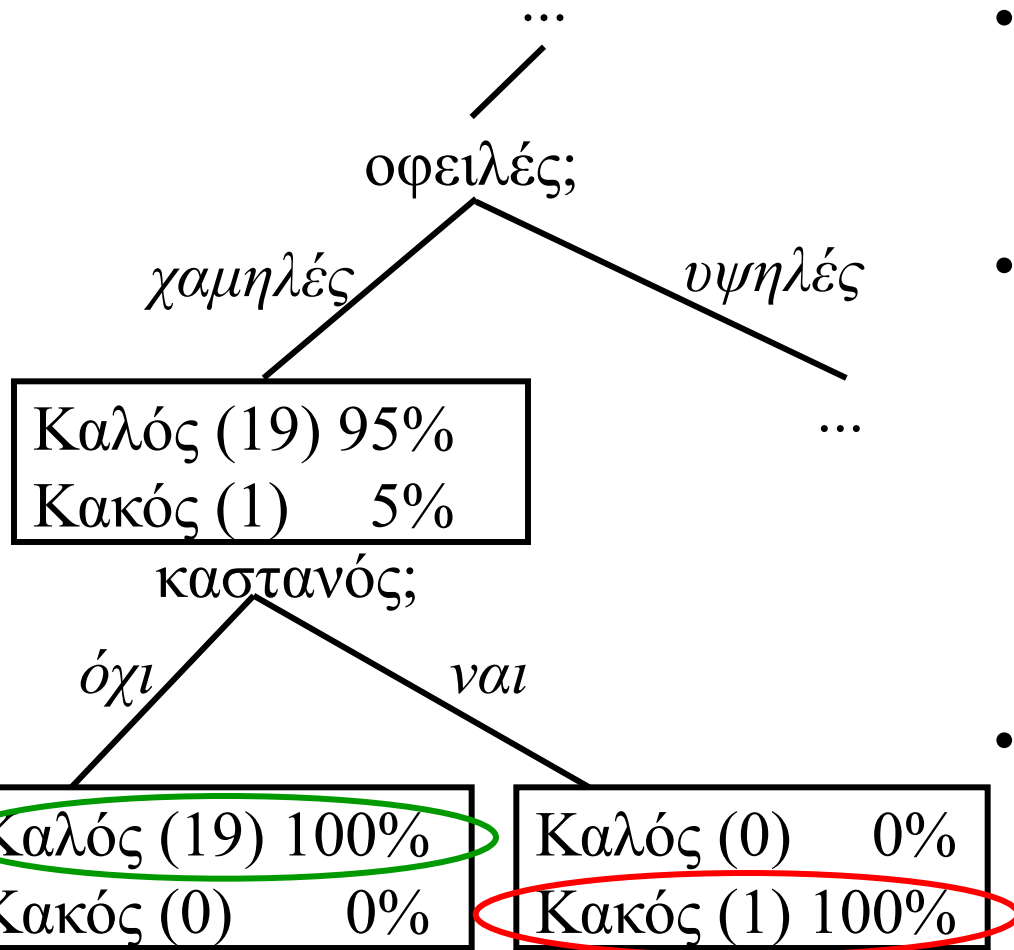 ...
οφειλές;
χαμηλές
υψηλές
Καλός (19) 95%
Κακός (1) 5%
...
καστανός;
όχι
ναι
Καλός (19) 100%
Κακός (0) 0%
Καλός (0) 0%
Κακός (1) 100%